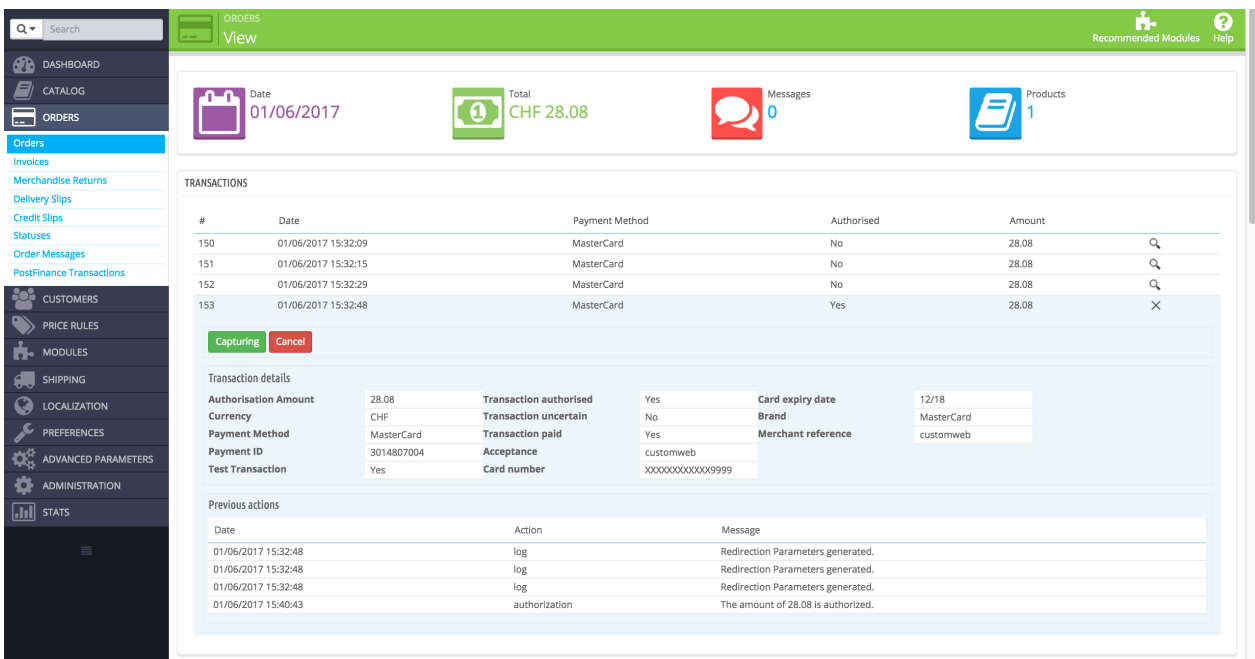 Search
ORDERS
View
Recommended Modules
Help
DASHBOARD
CATALOG
ORDERS
Orders
Invoices
Merchandise Returns
Delivery Slips
Credit Slips
Statuses
Order Messages
PostFinance Transactions
CUSTOMERS
PRICE RULES
MODULES
SHIPPING
LOCALIZATION
PREFERENCES
ADVANCED PARAMETERS
ADMINISTRATION
STATS
Date
01/06/2017
Total
CHF 28.08
Messages
0
Products
1
TRANSACTIONS
# Date Payment Method Authorised Amount
150 01/06/2017 15:32:09 MasterCard No 28.08
151 01/06/2017 15:32:15 MasterCard No 28.08
152 01/06/2017 15:32:29 MasterCard No 28.08
153 01/06/2017 15:32:48 MasterCard Yes 28.08
Capturing Cancel
Transaction details
Authorisation Amount 28.08 Transaction authorised Yes Card expiry date 12/18
Currency CHF Transaction uncertain No Brand MasterCard
Payment Method MasterCard Transaction paid Yes Merchant reference customweb
Payment ID 3014807004 Acceptance customweb
Test Transaction Yes Card number XXXXXXXXXXXX9999
Previous actions
Date Action Message
01/06/2017 15:32:48 log Redirection Parameters generated.
01/06/2017 15:32:48 log Redirection Parameters generated.
01/06/2017 15:32:48 log Redirection Parameters generated.
01/06/2017 15:40:43 authorization The amount of 28.08 is authorized.